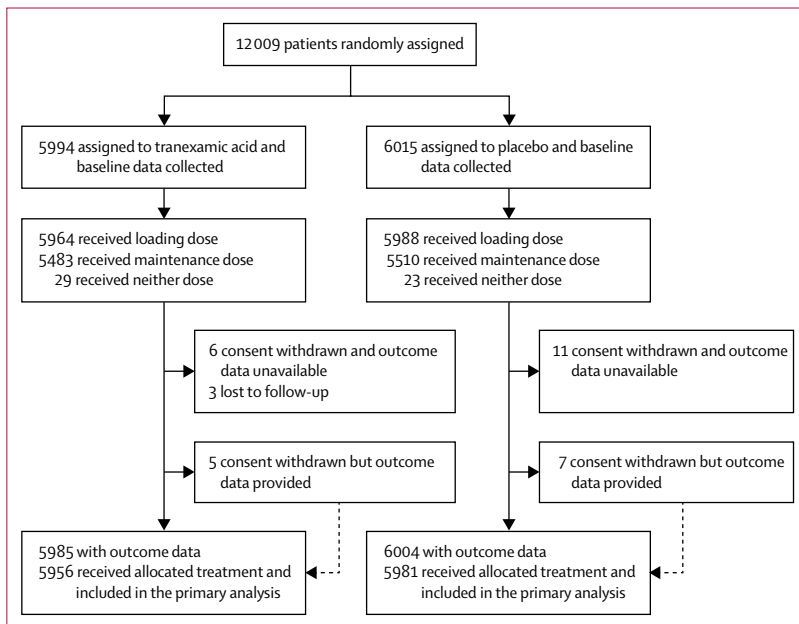 12 009 patients randomly assigned
5994 assigned to tranexamic acid and
baseline data collected
6015 assigned to placebo and baseline
data collected
5964 received loading dose
5483 received maintenance dose
29 received neither dose
5988 received loading dose
5510 received maintenance dose
23 received neither dose
6 consent withdrawn and outcome
data unavailable
3 lost to follow-up
11 consent withdrawn and outcome
data unavailable
5 consent withdrawn but outcome
data provided
7 consent withdrawn but outcome
data provided
5985 with outcome data
5956 received allocated treatment and
included in the primary analysis
6004 with outcome data
5981 received allocated treatment and
included in the primary analysis